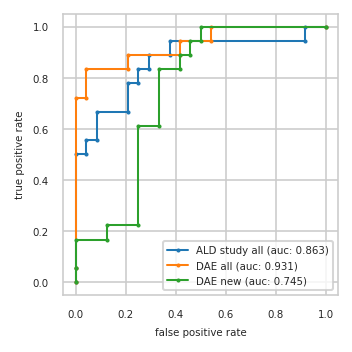 1.0
0.8
0.6
0.4
0.2
0.0
true positive rate
ALD study all (auc: 0.863)
DAE all (auc: 0.931)
DAE new (auc: 0.745)
0.0 0.2 0.4 0.6 0.8 1.0
false positive rate